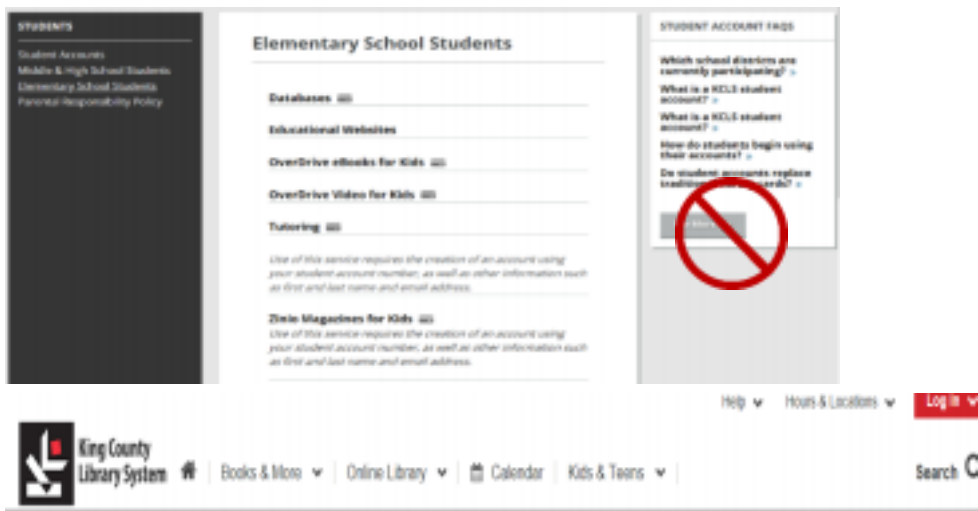 STUDENTS
Student Accounts
Middle & High School Students
Elementary School Students
Parental Responsibility Policy
Elementary School Students
Databases
Educational Websites
OverDrive eBooks for Kids
OverDrive Video for Kids
Tutoring
Use of this service requires the creation of an account using
your student account number, as well as other information such
as first and last name and email address.
Zinio Magazines for Kids
Use of this service requires the creation of an account using
your student account number, as well as other information such
as first and last name and email address.
STUDENT ACCOUNT FAQS
Which school districts are
currently participating? »
What is a KCLS student
account? »
What is a KCLS student
account? »
How do students begin using
their accounts? »
Do student accounts replace
Help
Hours & Locations
Log In
King County
Library System
Books & More
Online Library
Calendar
Kids & Teens
Search